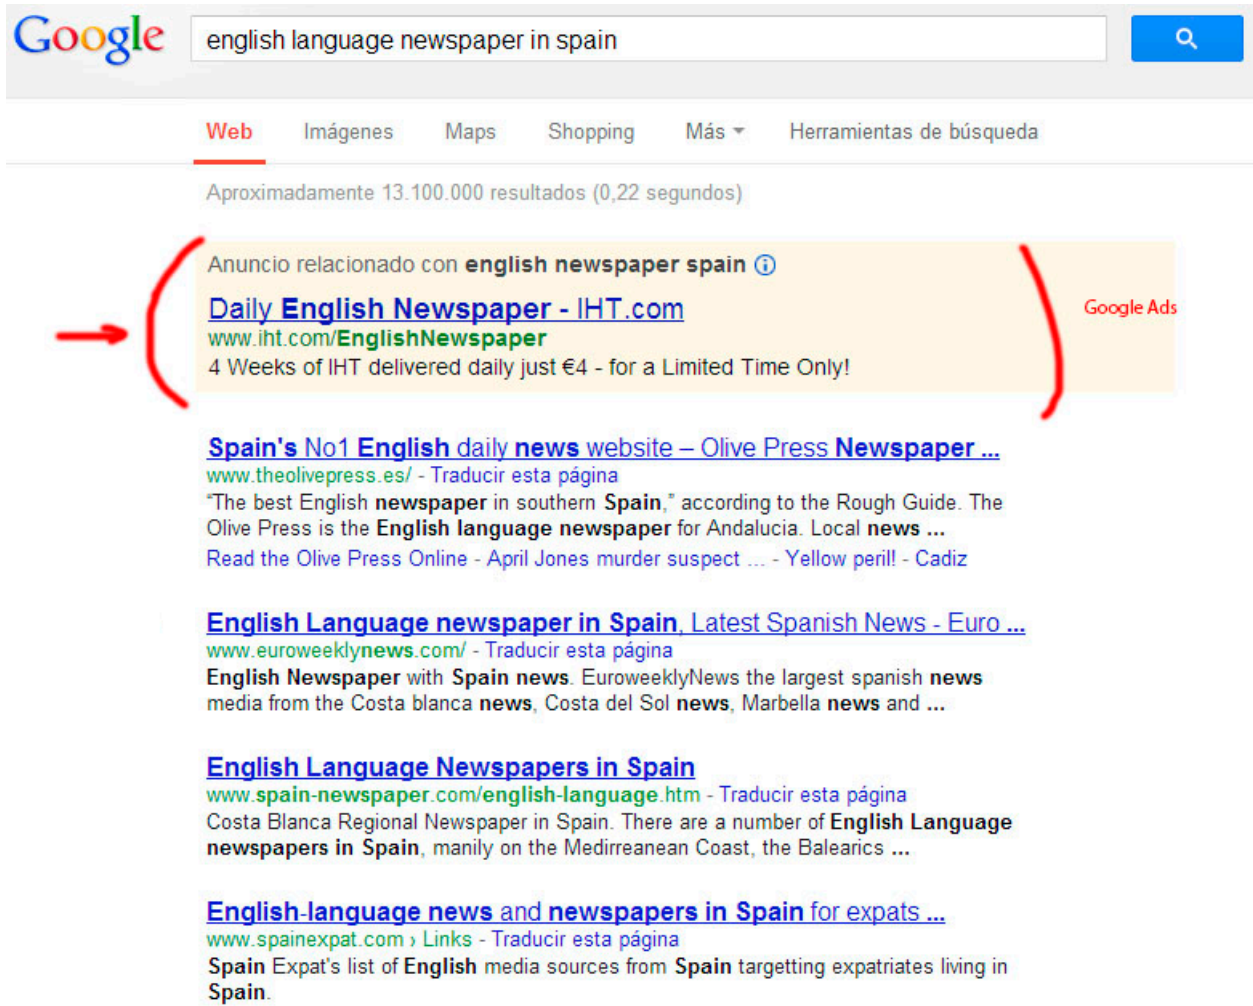 Google
english language newspaper in spain
Web Imágenes Maps Shopping Más Herramientas de búsqueda
Aproximadamente 13.100.000 resultados (0,22 segundos)
Anuncio relacionado con english newspaper spain
Daily English Newspaper - IHT.com
Google Ads
www.iht.com/EnglishNewspaper
4 Weeks of IHT delivered daily just €4 - for a Limited Time Only!
Spain's No1 English daily news website – Olive Press Newspaper ...
www.theolivepress.es/ - Traducir esta página
“The best English newspaper in southern Spain,” according to the Rough Guide. The
Olive Press is the English language newspaper for Andalucia. Local news ...
Read the Olive Press Online - April Jones murder suspect ... - Yellow peril! - Cadiz
English Language newspaper in Spain, Latest Spanish News - Euro ...
www.euroweeklynews.com/ - Traducir esta página
English Newspaper with Spain news. EuroweeklyNews the largest spanish news
media from the Costa blanca news, Costa del Sol news, Marbella news and ...
English Language Newspapers in Spain
www.spain-newspaper.com/english-language.htm - Traducir esta página
Costa Blanca Regional Newspaper in Spain. There are a number of English Language
newspapers in Spain, manily on the Medirreanean Coast, the Balearics ...
English-language news and newspapers in Spain for expats ...
www.spainexpat.com › Links - Traducir esta página
Spain Expat's list of English media sources from Spain targetting expatriates living in
Spain.